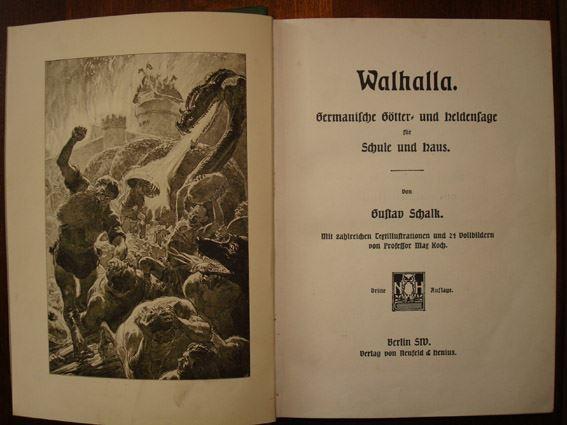 Walhalla.
Germanische Götter- und Heldensage
für
Schule und Haus.
Von
Gustav Schalk.
Mit zahlreichen Textillustrationen und 24 Vollbildern
von Professor Max Koch.
Dritte N H Auflage.
Berlin SW.
Verlag von Neufeld & Henius.